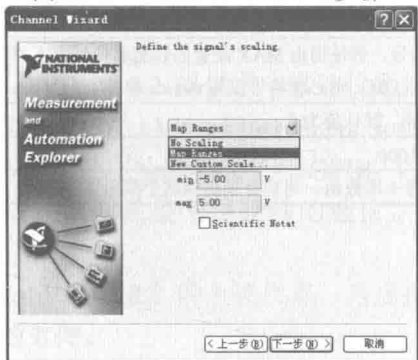 Channel Wizard
Define the signal's scaling
NATIONAL INSTRUMENTS
Measurement
and
Automation
Explorer
Map Ranges
No Scaling
Map Ranges
New Custom Scale...
min -5.00 V
max 5.00 V
Scientific Notat
<上一步(B) 下一步(N) > 取消